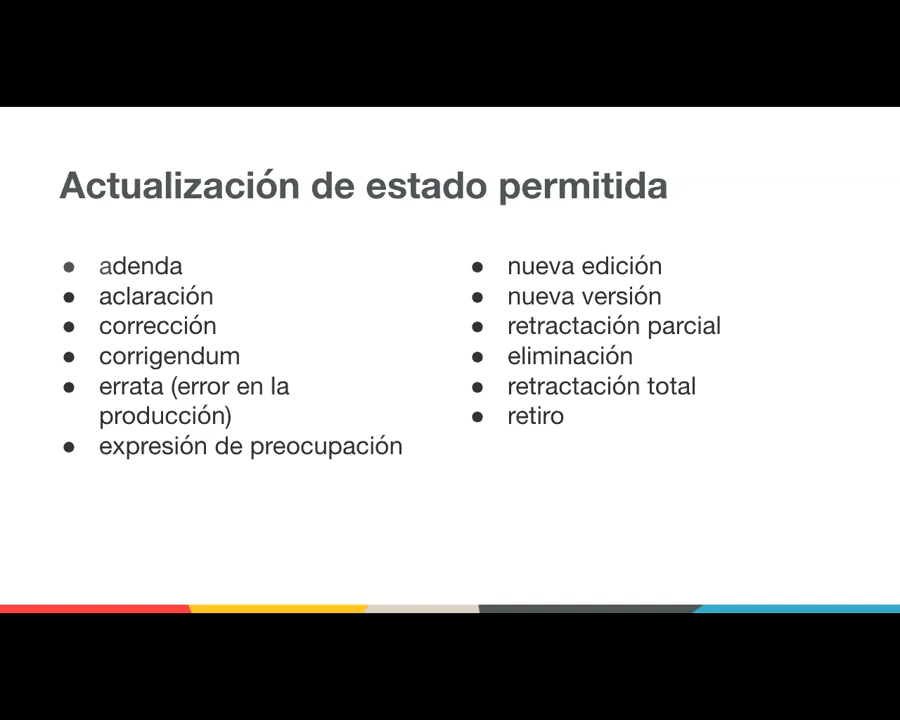 Actualización de estado permitida
● adenda
● aclaración
● corrección
● corrigendum
● errata (error en la
producción)
● expresión de preocupación
● nueva edición
● nueva versión
● retractación parcial
● eliminación
● retractación total
● retiro